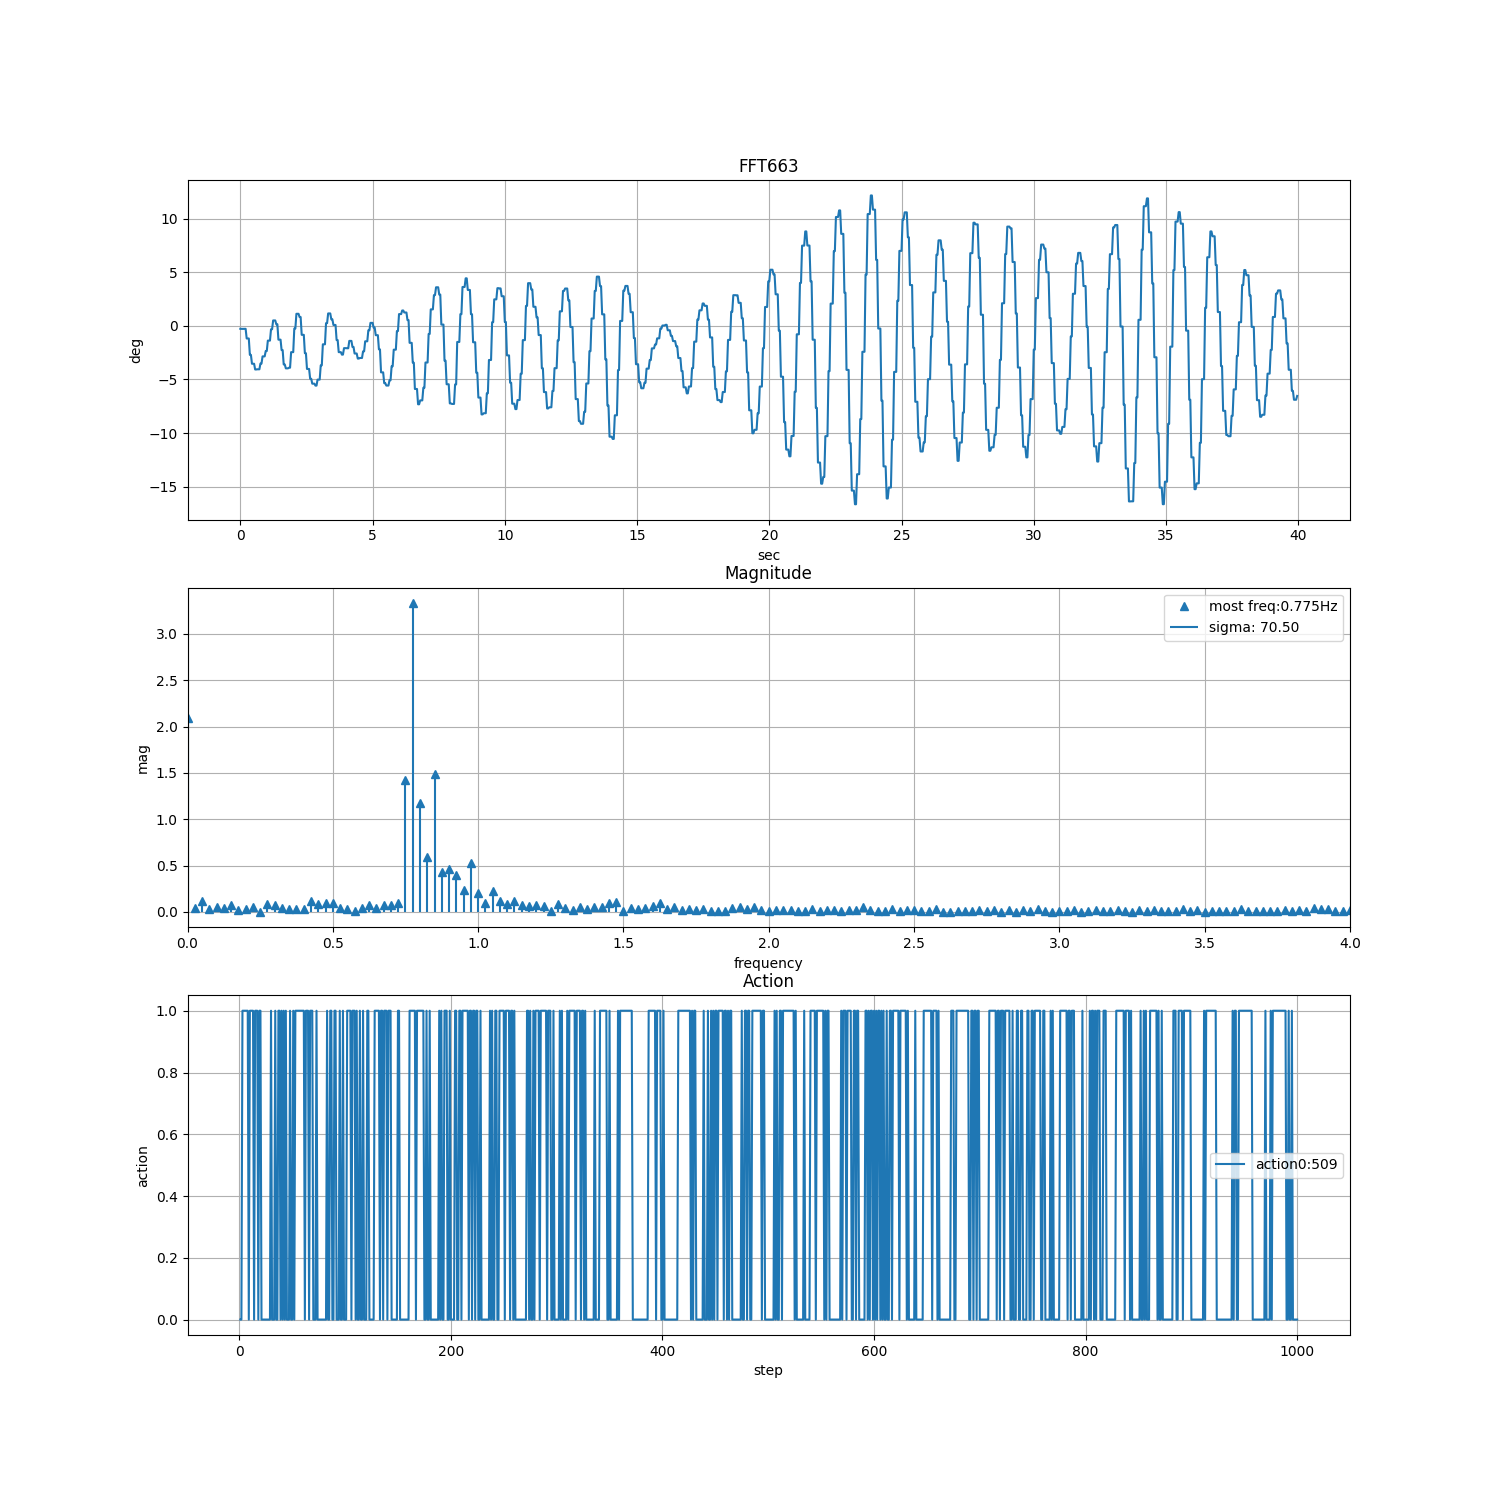 FFT663
10
5
0
−5
−10
−15
deg
0 5 10 15 20 25 30 35 40
sec
Magnitude
most freq:0.775Hz
sigma: 70.50
3.0
2.5
2.0
1.5
1.0
0.5
0.0
mag
0.0 0.5 1.0 1.5 2.0 2.5 3.0 3.5 4.0
frequency
Action
1.0
0.8
0.6
0.4
0.2
0.0
action
action0:509
0 200 400 600 800 1000
step